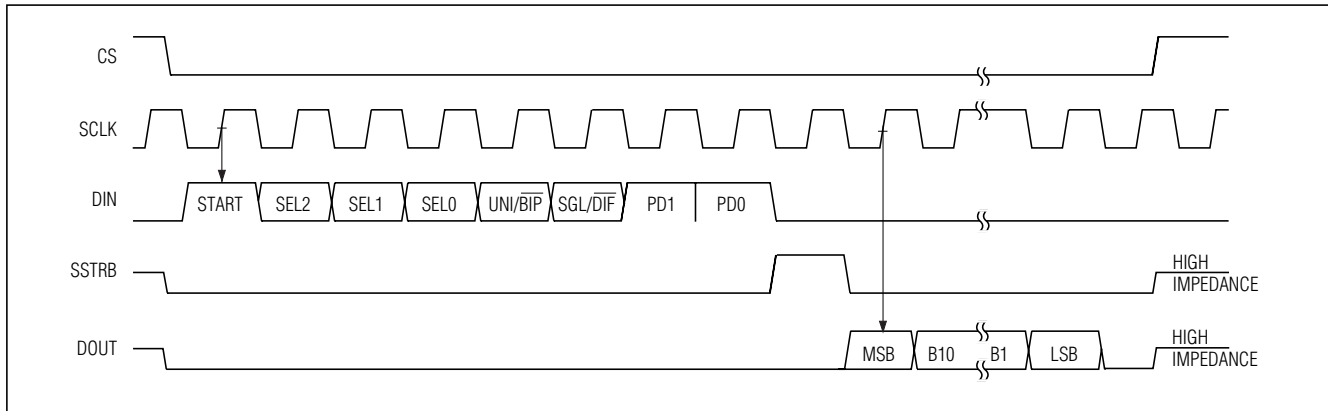 CS
SCLK
DIN
START SEL2 SEL1 SEL0 UNI/BIP SGL/DIF PD1 PD0
SSTRB
HIGH
IMPEDANCE
DOUT
MSB B10 B1 LSB
HIGH
IMPEDANCE